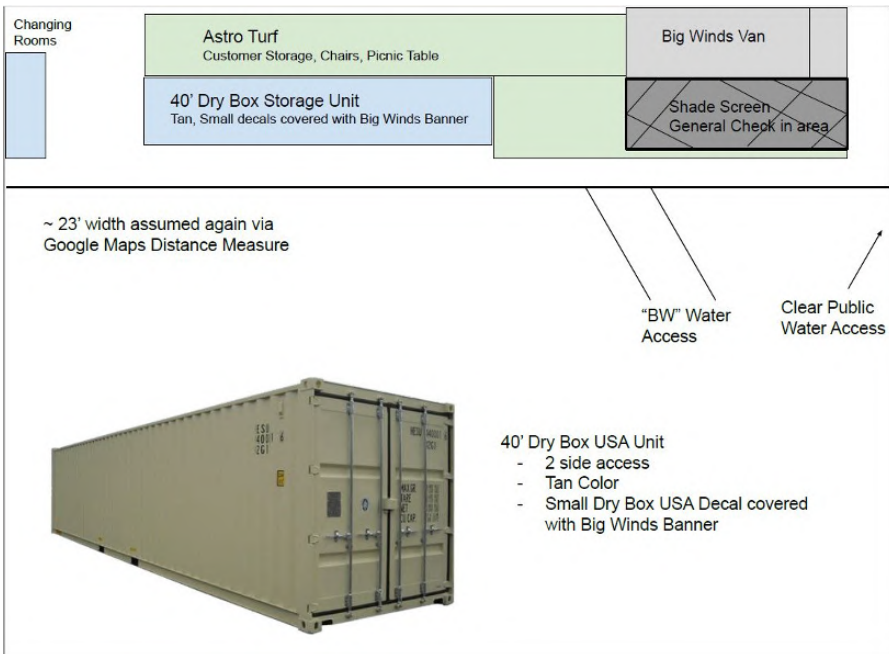 Changing
Rooms
Astro Turf
Customer Storage, Chairs, Picnic Table
Big Winds Van
40' Dry Box Storage Unit
Tan, Small decals covered with Big Winds Banner
Shade Screen
General Check in area
~ 23' width assumed again via
Google Maps Distance Measure
"BW" Water
Access
Clear Public
Water Access
40' Dry Box USA Unit
- 2 side access
- Tan Color
- Small Dry Box USA Decal covered
with Big Winds Banner